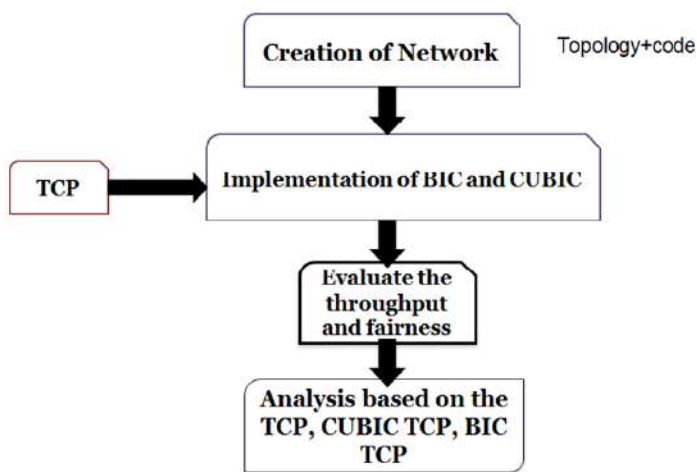 Creation of Network
Topology+code
TCP
Implementation of BIC and CUBIC
Evaluate the
throughput
and fairness
Analysis based on the
TCP, CUBIC TCP, BIC
TCP